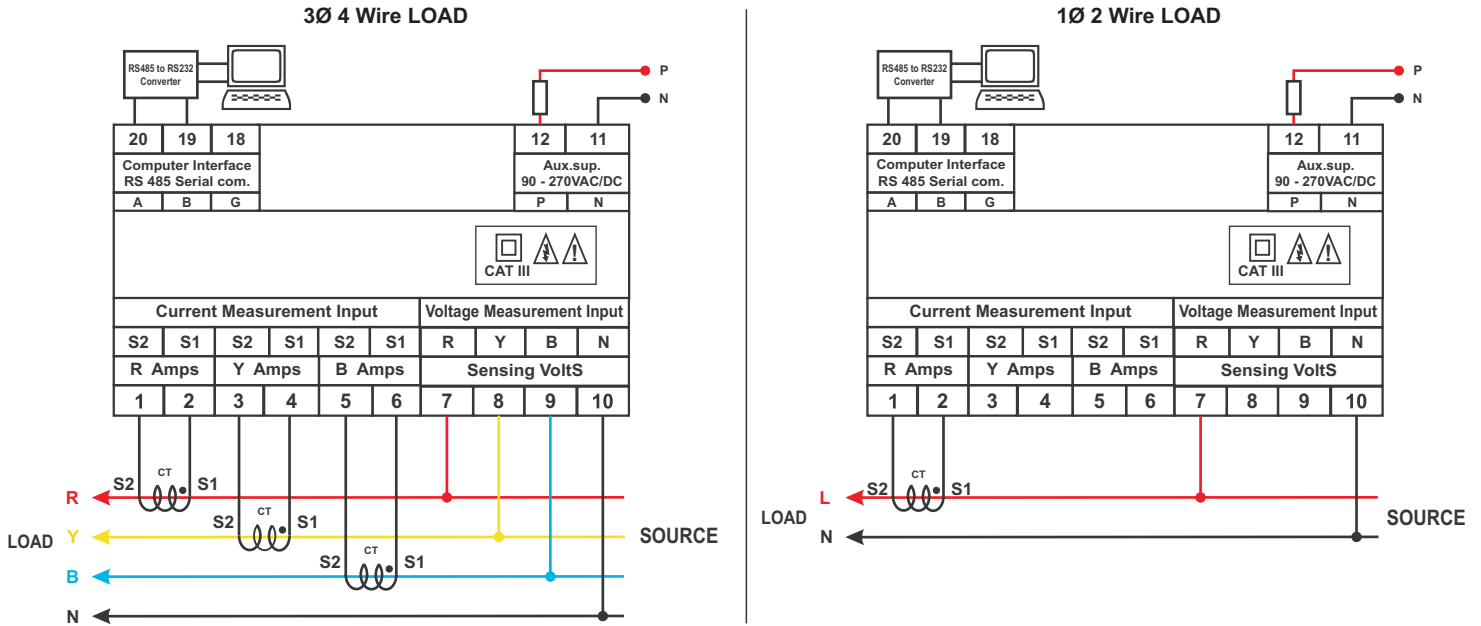 3Ø 4 Wire LOAD
RS485 to RS232
Converter
P
N
20 19 18 12 11
Computer Interface
RS 485 Serial com.
Aux.sup.
90 - 270VAC/DC
A B G P N
CAT III
Current Measurement Input Voltage Measurement Input
S2 S1 S2 S1 S2 S1 R Y B N
R Amps Y Amps B Amps Sensing VoltS
1 2 3 4 5 6 7 8 9 10
R S2 CT S1
LOAD Y S2 CT S1 SOURCE
B S2 CT S1
N
1Ø 2 Wire LOAD
RS485 to RS232
Converter
P
N
20 19 18 12 11
Computer Interface
RS 485 Serial com.
Aux.sup.
90 - 270VAC/DC
A B G P N
CAT III
Current Measurement Input Voltage Measurement Input
S2 S1 S2 S1 S2 S1 R Y B N
R Amps Y Amps B Amps Sensing VoltS
1 2 3 4 5 6 7 8 9 10
L S2 CT S1
LOAD SOURCE
N